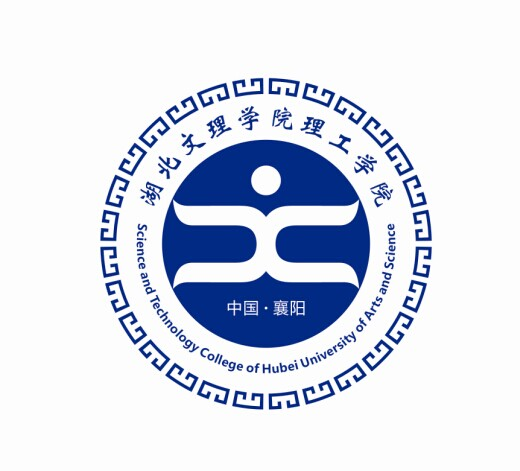 湖北文理学院理工学院
中国·襄阳
Science and Technology College of Hubei University of Arts and Science